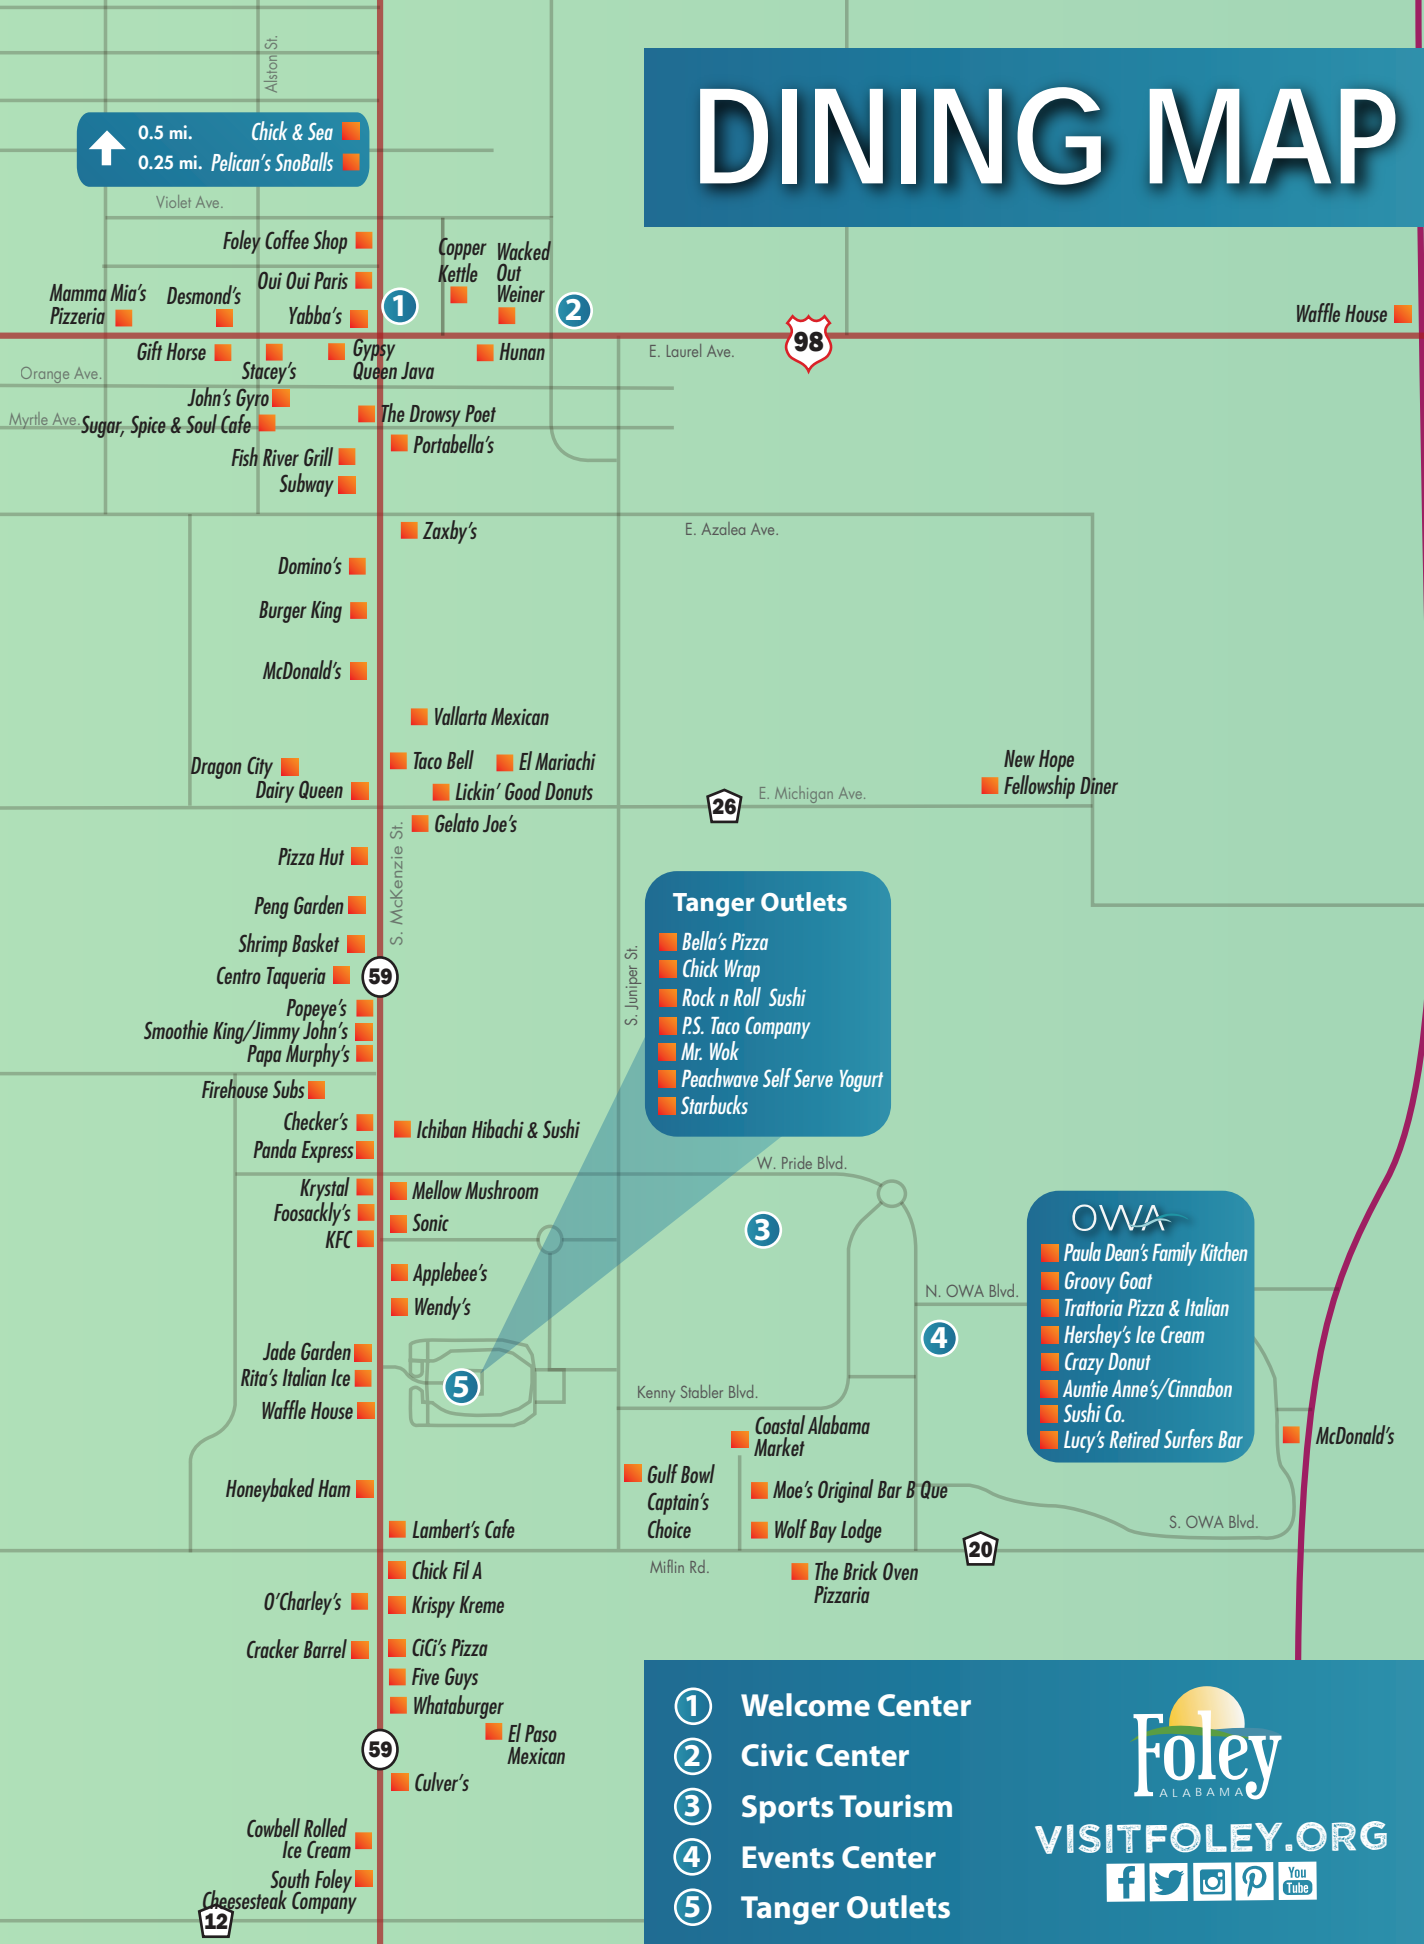 Alston St.
DINING MAP
0.5 mi. Chick & Sea
0.25 mi. Pelican's SnoBalls
Violet Ave.
Foley Coffee Shop
Oui Oui Paris
Copper
Kettle
Wacked
Out
Weiner
Mamma Mia's
Pizzeria
Desmond's
Yabba's
1
2
Waffle House
98
E. Laurel Ave.
Gift Horse
Stacey's
Gypsy
Queen Java
Hunan
Orange Ave.
John's Gyro
The Drowsy Poet
Myrtle Ave.
Sugar, Spice & Soul Cafe
Portabella's
Fish River Grill
Subway
Zaxby's
E. Azalea Ave.
Domino's
Burger King
McDonald's
Vallarta Mexican
Dragon City
Taco Bell
El Mariachi
New Hope
Fellowship Diner
Dairy Queen
Lickin' Good Donuts
26
E. Michigan Ave.
Gelato Joe's
S. McKenzie St.
Pizza Hut
Peng Garden
Shrimp Basket
Centro Taqueria
59
Popeye's
Smoothie King/Jimmy John's
Papa Murphy's
S. Juniper St.
Tanger Outlets
Bella's Pizza
Chick Wrap
Rock n Roll Sushi
P.S. Taco Company
Mr. Wok
Peachwave Self Serve Yogurt
Starbucks
Firehouse Subs
Checker's
Ichiban Hibachi & Sushi
Panda Express
W. Pride Blvd.
Krystal
Mellow Mushroom
Foosackly's
Sonic
KFC
3
Applebee's
Wendy's
N. OWA Blvd.
4
OWA
Paula Dean's Family Kitchen
Groovy Goat
Trattoria Pizza & Italian
Hershey's Ice Cream
Crazy Donut
Auntie Anne's/Cinnabon
Sushi Co.
Lucy's Retired Surfers Bar
McDonald's
Jade Garden
Rita's Italian Ice
5
Waffle House
Kenny Stabler Blvd.
Coastal Alabama
Market
Gulf Bowl
Captain's
Choice
Moe's Original Bar B Que
Wolf Bay Lodge
Honeybaked Ham
Lambert's Cafe
S. OWA Blvd.
20
Miflin Rd.
The Brick Oven
Pizzaria
Chick Fil A
O'Charley's
Krispy Kreme
Cracker Barrel
CiCi's Pizza
Five Guys
Whataburger
El Paso
Mexican
59
Culver's
Cowbell Rolled
Ice Cream
South Foley
Cheesesteak Company
12
1 Welcome Center
2 Civic Center
3 Sports Tourism
4 Events Center
5 Tanger Outlets
Foley
ALABAMA
VISITFOLEY.ORG
You
Tube